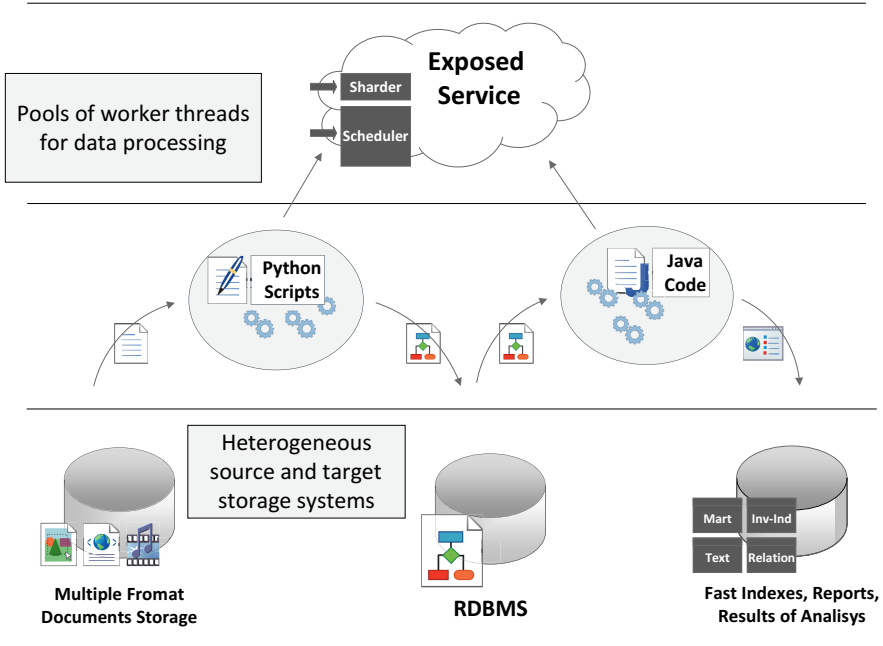 Exposed
Service
Sharder
Scheduler
Pools of worker threads
for data processing
Python
Scripts
Java
Code
Heterogeneous
source and target
storage systems
Mart
Inv-Ind
Text
Relation
Multiple Fromat
Documents Storage
RDBMS
Fast Indexes, Reports,
Results of Analisys